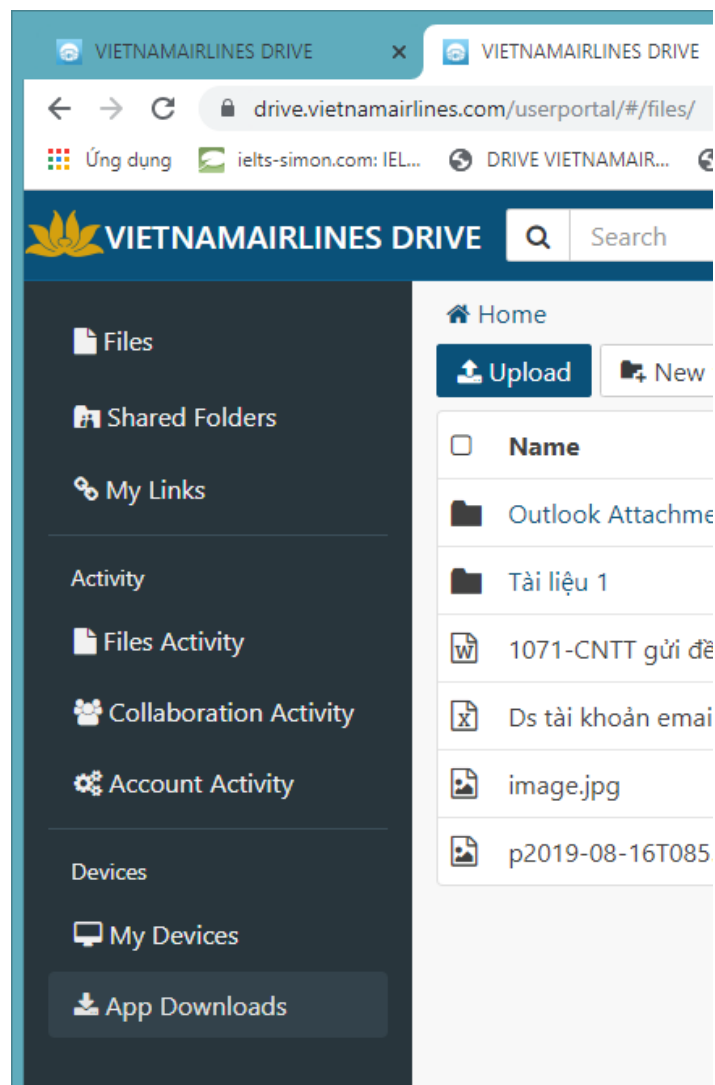 VIETNAMAIRLINES DRIVE
VIETNAMAIRLINES DRIVE
drive.vietnamairlines.com/userportal/#/files/
Ứng dụng ielts-simon.com: IEL... DRIVE VIETNAMAIR...
VIETNAMAIRLINES DRIVE Search
Files
Shared Folders
My Links
Activity
Files Activity
Collaboration Activity
Account Activity
Devices
My Devices
App Downloads
Home
Upload New
Name
Outlook Attachme
Tài liệu 1
1071-CNTT gửi đề
Ds tài khoản emai
image.jpg
p2019-08-16T085